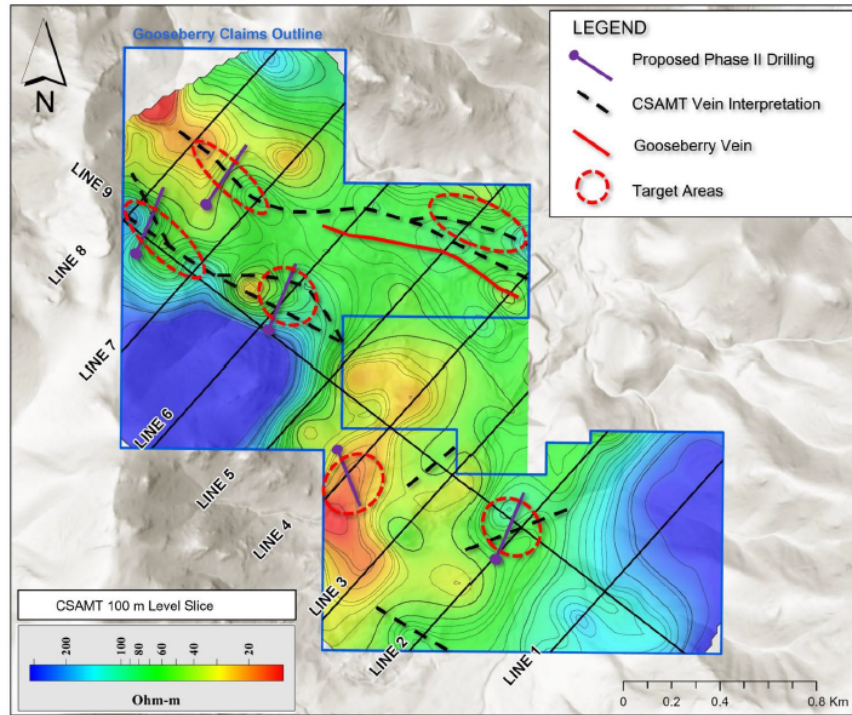 Gooseberry Claims Outline
LEGEND
Proposed Phase II Drilling
CSAMT Vein Interpretation
Gooseberry Vein
Target Areas
N
LINE 9
LINE 8
LINE 7
LINE 6
LINE 5
LINE 4
LINE 3
LINE 2
LINE 1
CSAMT 100 m Level Slice
200 100 80 60 40 20
Ohm-m
0 0.2 0.4 0.8 Km